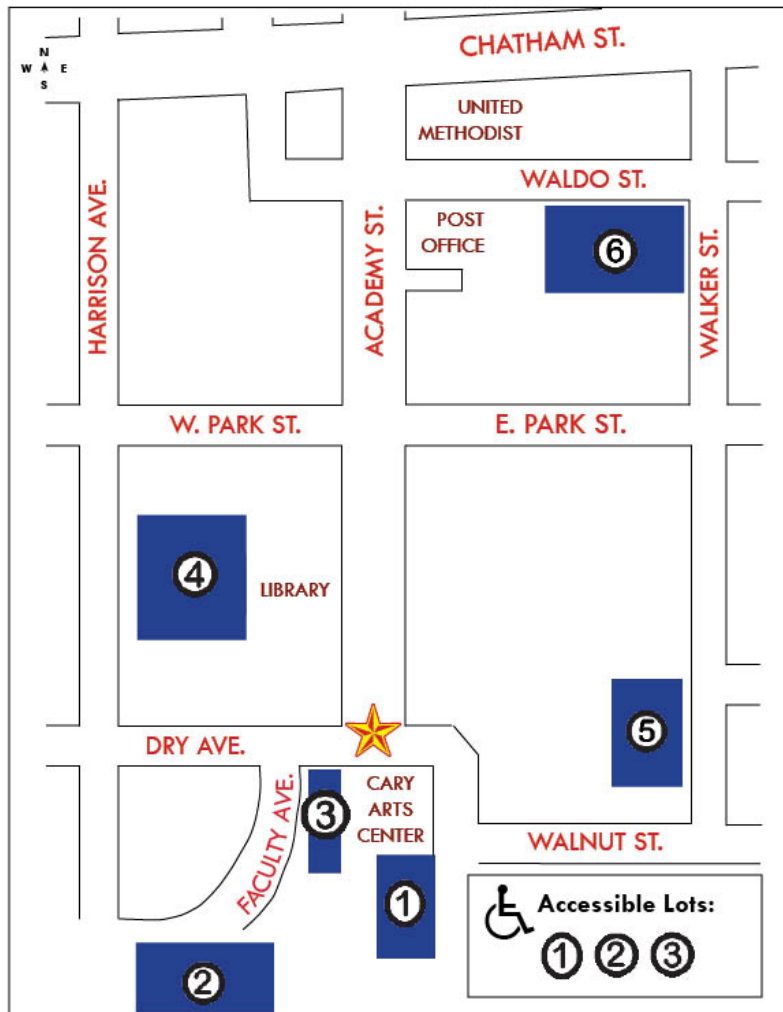 CHATHAM ST.
N
W E
S
UNITED
METHODIST
WALDO ST.
HARRISON AVE.
ACADEMY ST.
POST
OFFICE
6
WALKER ST.
W. PARK ST.
E. PARK ST.
4
LIBRARY
5
DRY AVE.
FACULTY AVE.
3
CARY
ARTS
CENTER
WALNUT ST.
1
2
Accessible Lots:
1 2 3